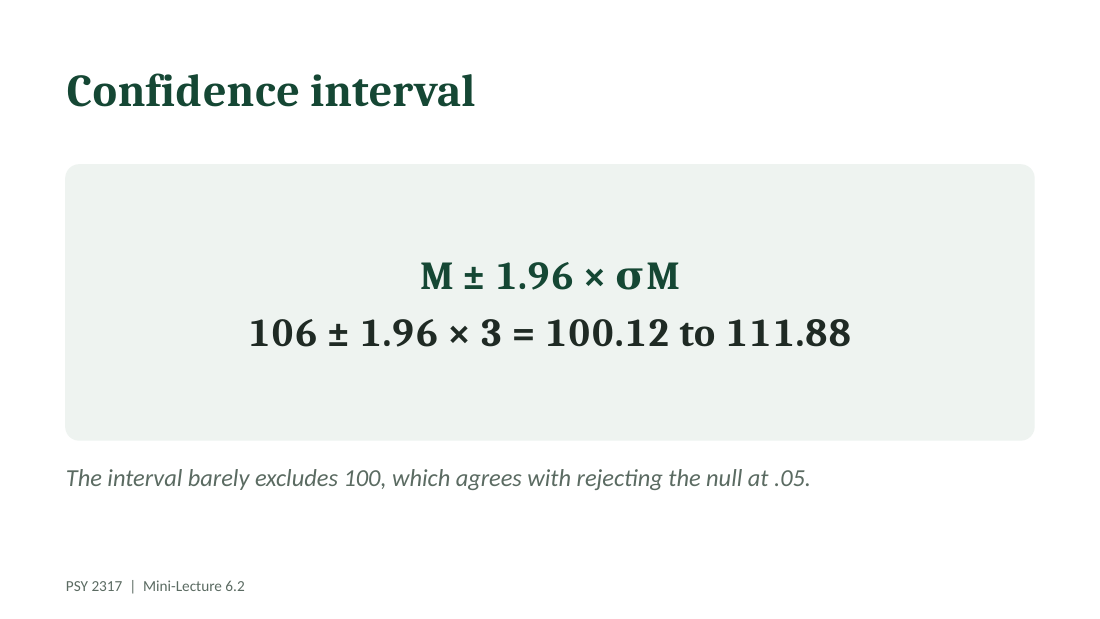 Confidence interval
M ± 1.96 × σM
106 ± 1.96 × 3 = 100.12 to 111.88
The interval barely excludes 100, which agrees with rejecting the null at .05.
PSY 2317 | Mini-Lecture 6.2